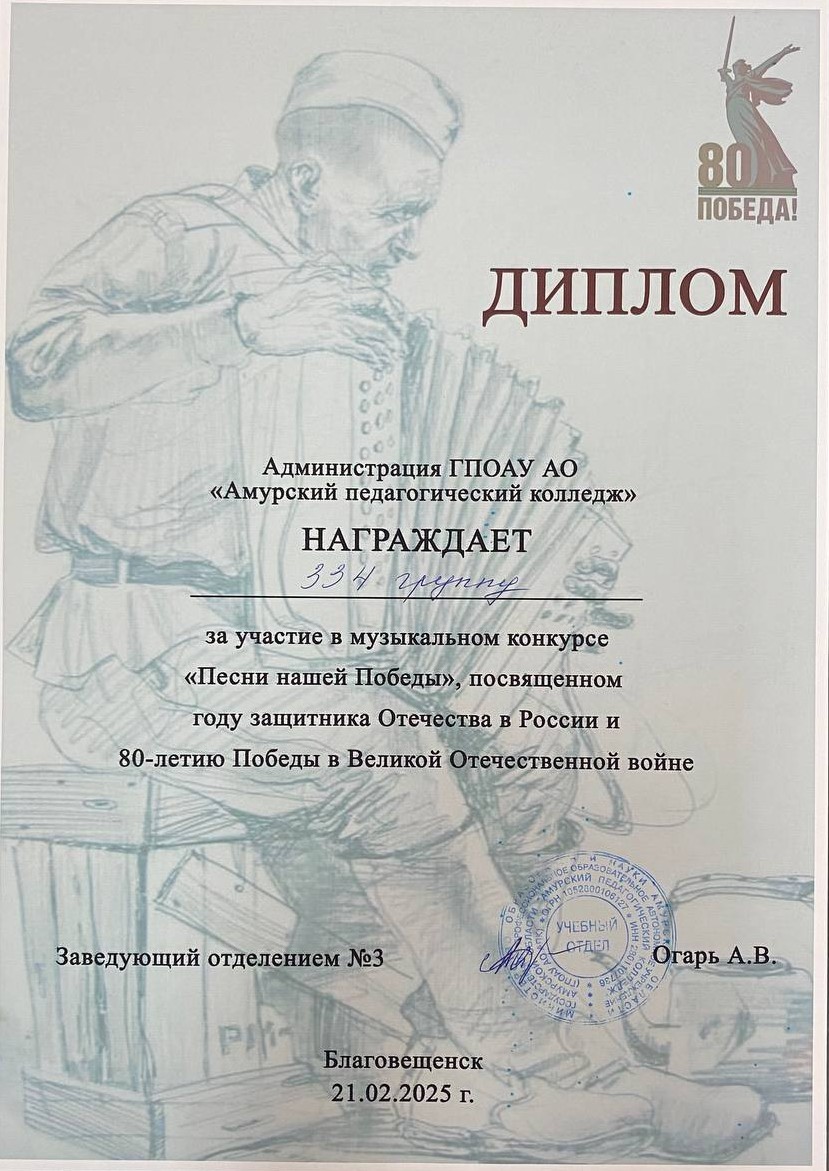 80
ПОБЕДА!
ДИПЛОМ
Администрация ГПОАУ АО
«Амурский педагогический колледж»
НАГРАЖДАЕТ
334 группу
за участие в музыкальном конкурсе
«Песни нашей Победы», посвященном
году защитника Отечества в России и
80-летию Победы в Великой Отечественной войне
Заведующий отделением №3
УЧЕБНЫЙ
ОТДЕЛ
Огарь А.В.
Благовещенск
21.02.2025 г.